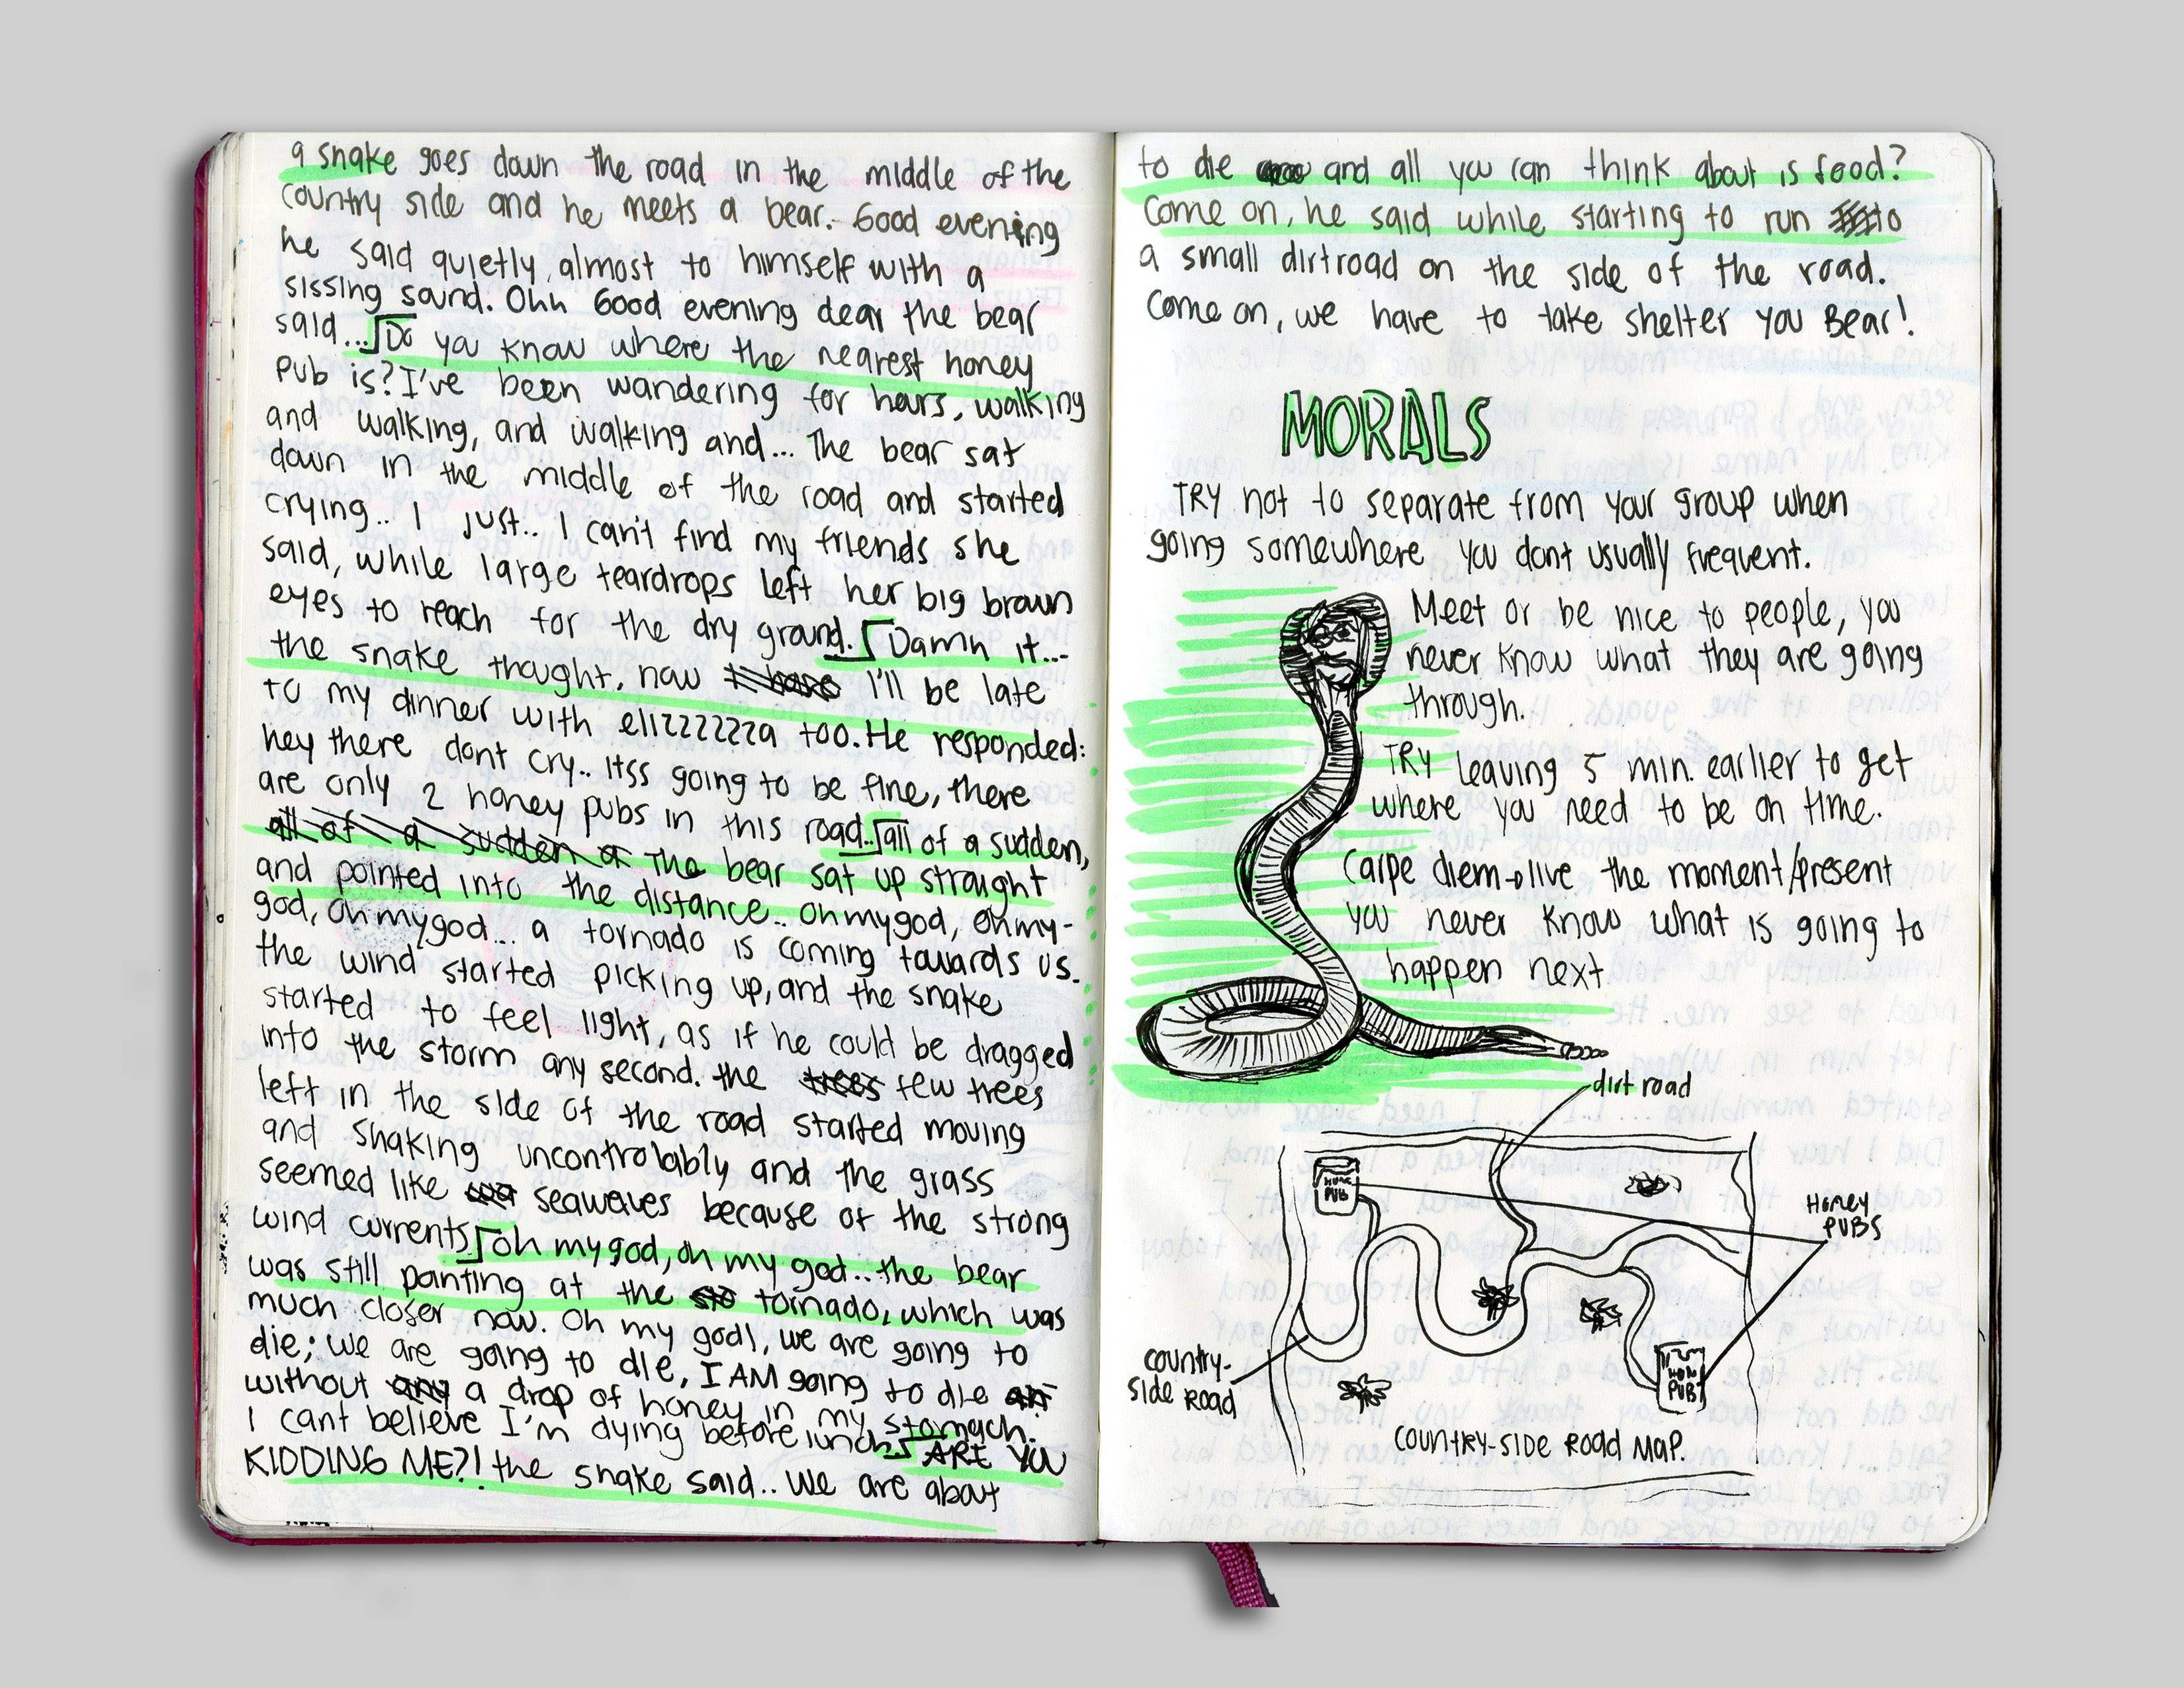 a snake goes down the road in the middle of the
country side and he meets a bear.- Good evening
he said quietly, almost to himself with a
sissing sound. Ohh Good evening dear the bear
said... Do you know where the nearest honey
pub is? I've been wandering for hours, walking
and walking, and walking and... The bear sat
down in the middle of the road and started
crying.. I just.. I can't find my friends she
said, while large teardrops left her big brown
eyes to reach for the dry ground. Damn it...
the snake thought, now I'll be late
to my dinner with elizzzzzza too. He responded:
hey there dont cry.. itss going to be fine, there
are only 2 honey pubs in this road.. all of a sudden,
all of a sudden a the bear sat up straight
and pointed into the distance.. oh my god, oh my-
god, oh my god... a tornado is coming towards us.
the wind started picking up, and the snake
started to feel light, as if he could be dragged
into the storm any second. the trees few trees
left in the side of the road started moving
and shaking uncontrolably and the grass
seemed like seawaves because of the strong
wind currents. oh my god, oh my god.. the bear
was still panting at the tornado, which was
much closer now. Oh my god!, we are going to
die; we are going to die, I AM going to die
without any a drop of honey in my stomach.
I cant believe I'm dying before lunch. ARE YOU
KIDDING ME?! the snake said.. We are about
to die and all you can think about is food?
Come on, he said while starting to run to
a small dirtroad on the side of the road.
Come on, we have to take shelter you Bear!
MORALS
TRY not to separate from your group when
going somewhere you dont usually frequent.
Meet or be nice to people, you
never know what they are going
through.
TRY Leaving 5 min. earlier to get
where you need to be on time.
Carpe diem→live the moment/present
you never know what is going to
happen next
dirt road
PUB
Honey
PUBS
country-
side road
HON
PUB
COUNTRY-SIDE ROAD MAP.